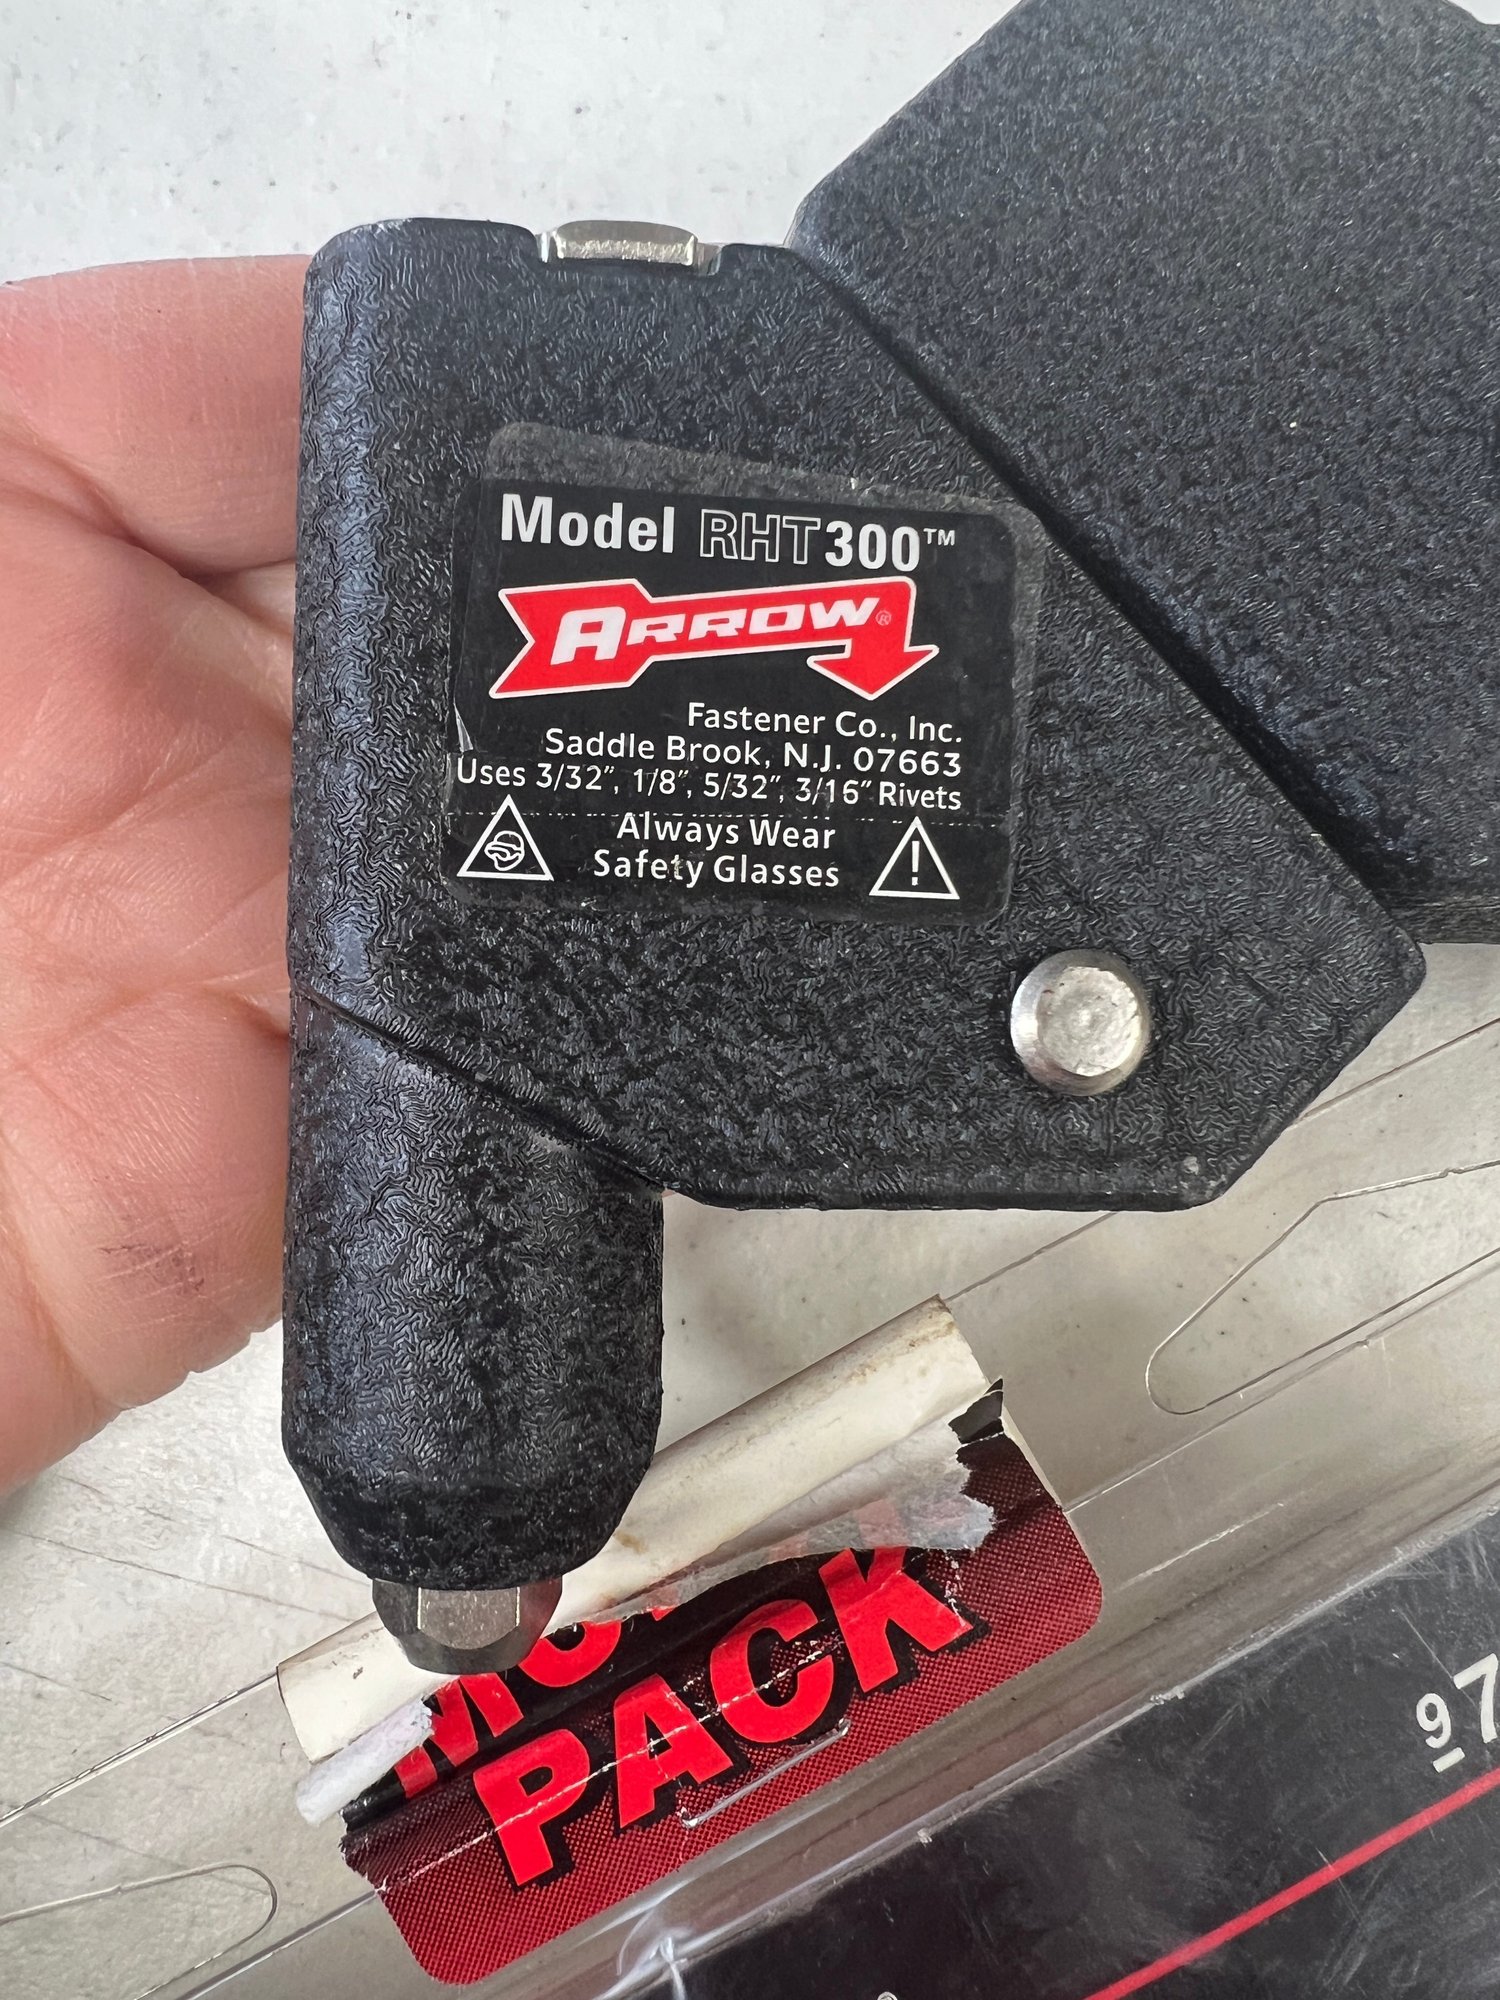 Model RHT300™
ARROW®
Fastener Co., Inc.
Saddle Brook, N.J. 07663
Uses 3/32", 1/8", 5/32", 3/16" Rivets
Always Wear
Safety Glasses
!
PACK
97